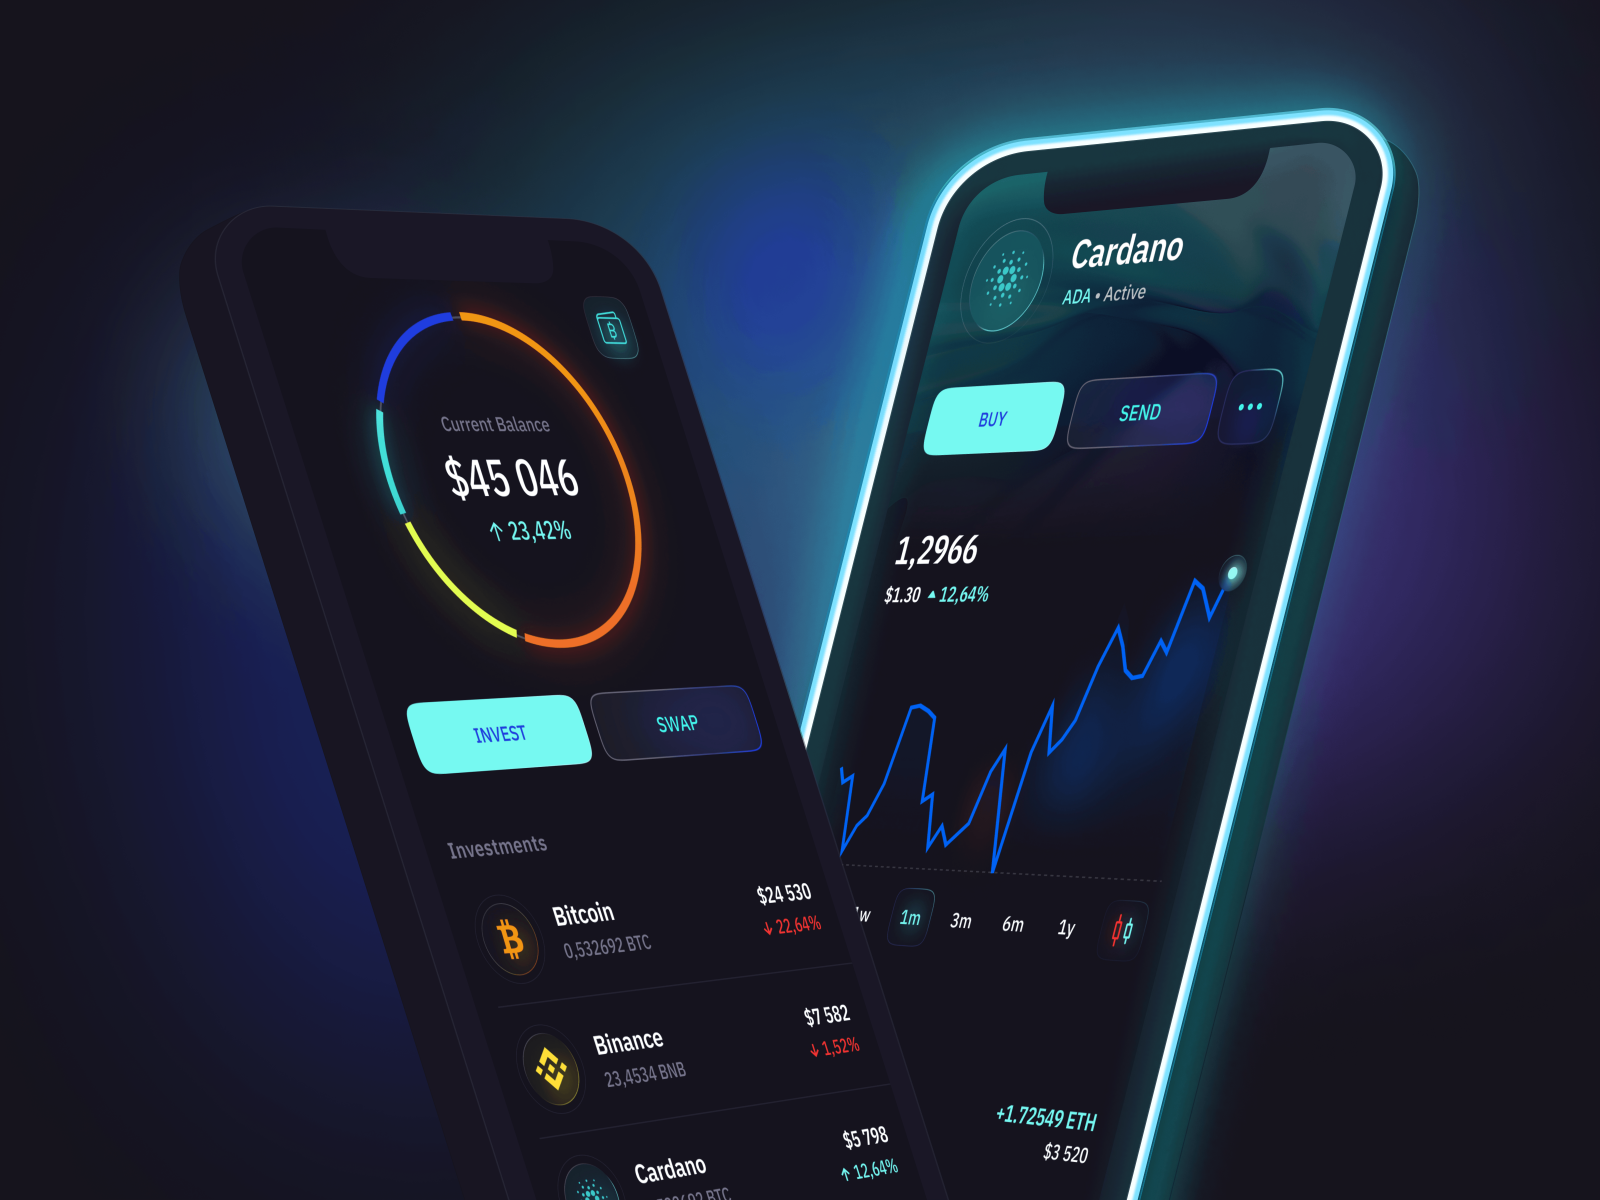 Current Balance
$45 046
↑ 23,42%
INVEST
SWAP
Investments
Bitcoin
0,532692 BTC
$24 530
↓ 22,64%
Binance
23,4534 BNB
$7 582
↓ 1,52%
Cardano
BTC
$5 798
↑ 12,64%
Cardano
ADA • Active
BUY
SEND
1,2966
$1.30 ▲ 12,64%
1m 3m 6m 1y
+1.72549 ETH
$3 520